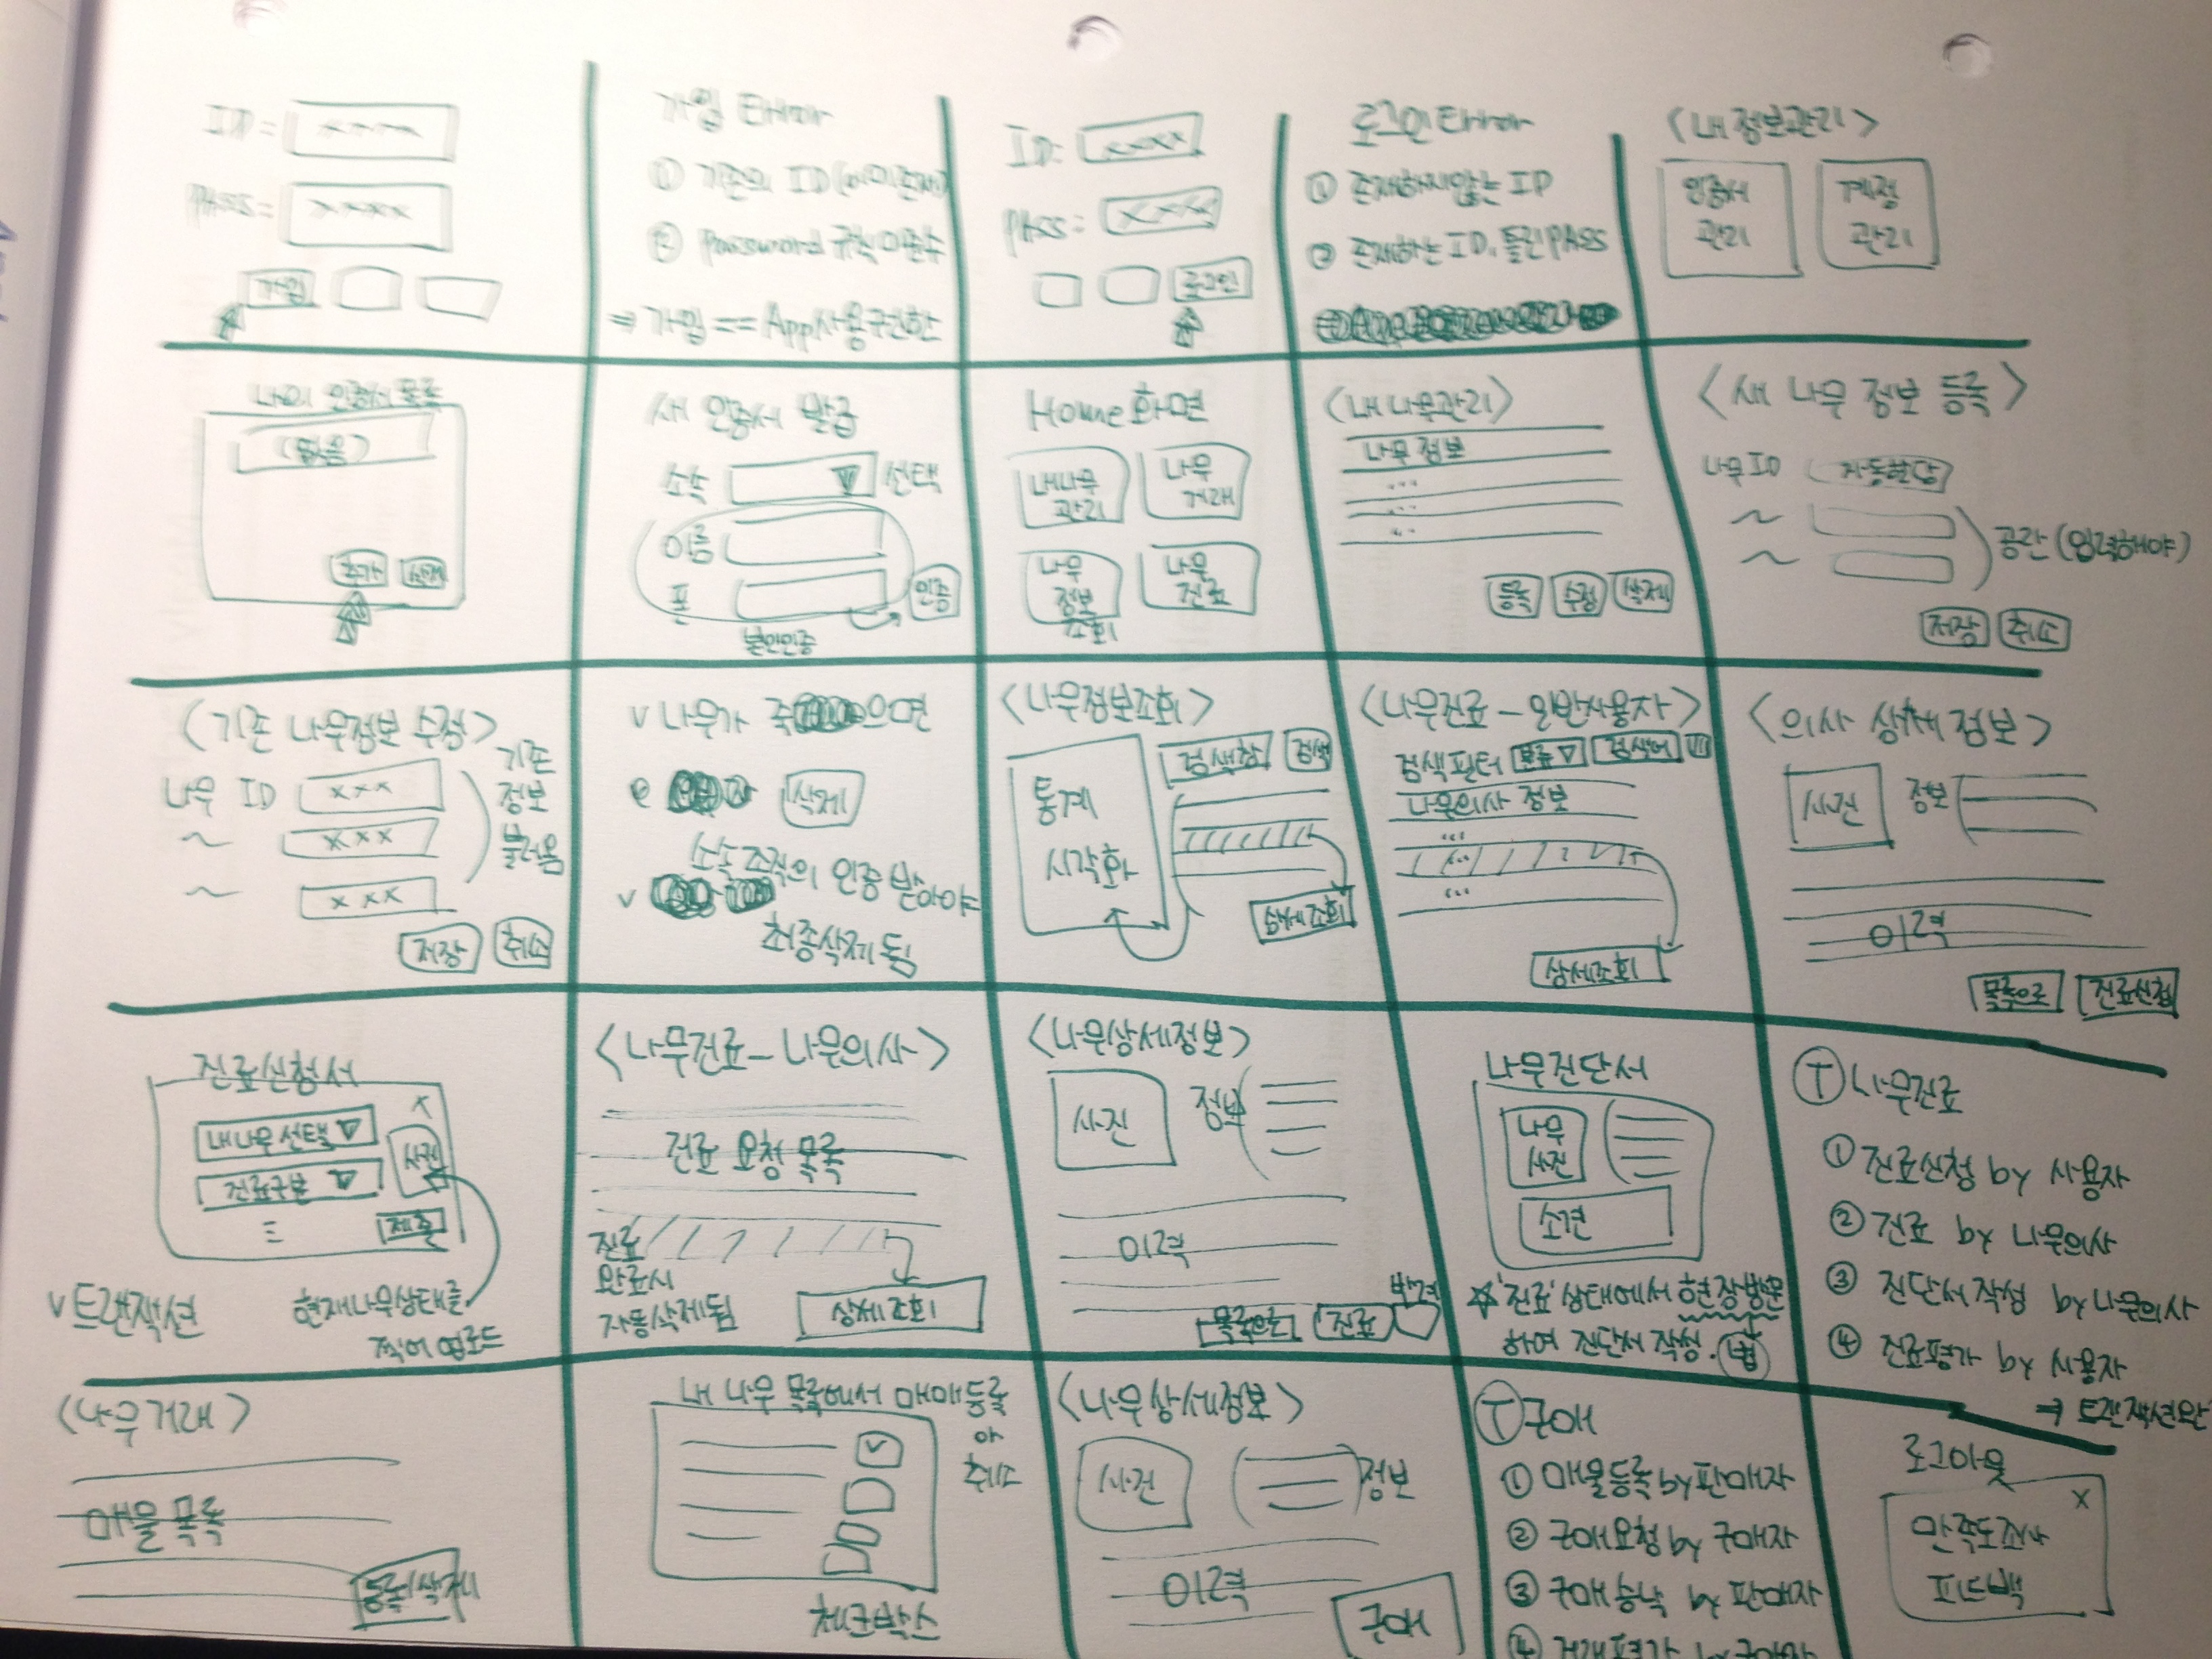 ID= xxxx
PASS= xxxx
가입
가입 Error
① 기존의 ID (이미존재)
② Password 규칙 미준수
⇒ 가입 == App사용권한
ID: xxxx
PASS: xxxx
로그인
로그인 Error
① 존재하지않는 ID
② 존재하는 ID, 틀린 PASS
<내 정보관리>
인증서
관리
계정
관리
나의 인증서 목록
(없음)
추가 삭제
새 인증서 발급
소속 ▽ 선택
이름
폰
인증
본인인증
Home 화면
내나무
관리
나무
거래
나무
정보
조회
나무
진료
<내 나무관리>
나무 정보
...
...
등록 수정 삭제
<새 나무 정보 등록>
나무 ID 자동할당
~
~
공간 (입력해야)
저장 취소
<기존 나무정보 수정>
나무 ID xxx
~ xxx
~ xxx
기존
정보
불러옴
저장 취소
v 나무가 죽으면
삭제
소속 조직의 인증 받아야
v
최종삭제됨
<나무정보조회>
통계
시각화
검색창 검색
상세조회
<나무진료 - 일반사용자>
검색필터 분류▽ 검색어
나무의사 정보
...
...
...
상세조회
<의사 상세 정보>
사진 정보
이력
목록으로 진료신청
진료신청서
X
내나무 선택 ▽
진료구분 ▽
사진
제출
v 트랜잭션
현재나무상태를
찍어 업로드
<나무진료 - 나무의사>
진료 요청 목록
진료
완료시
자동삭제됨
상세조회
<나무상세정보>
사진 정보
이력
목록으로 진료 반려
나무진단서
나무
사진
소견
☆'진료'상태에서 현장방문
하여 진단서 작성.
법
Ⓣ 나무진료
① 진료신청 by 사용자
② 진료 by 나무의사
③ 진단서 작성 by 나무의사
④ 진료평가 by 사용자
⇒ 트랜잭션완
<나무거래>
매물 목록
등록/삭제
내 나무 목록에서 매매등록
or
취소
체크박스
<나무상세정보>
사진 정보
이력
구매
Ⓣ 구매
① 매물등록 by 판매자
② 구매요청 by 구매자
③ 구매승낙 by 판매자
④ 거래평가 by 구매자
로그아웃
X
만족도조사
피드백